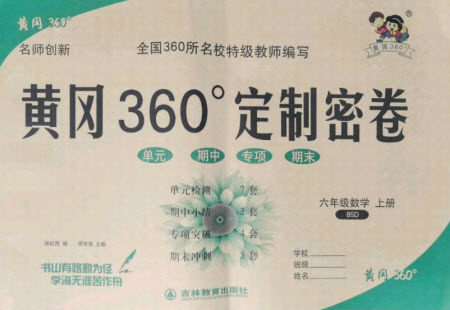 黄冈 360°
名师创新
全国360所名校特级教师编写
黄冈360
黄冈360°定制密卷
单元 期中 专项 期末
单元检测 7套
期中小结 2套
专项突破 4套
期末冲刺 5套
六年级数学 上册
BSD
书山有路勤为径
学海无涯苦作舟
吉林教育出版社
学校
班级
姓名
黄冈 360°